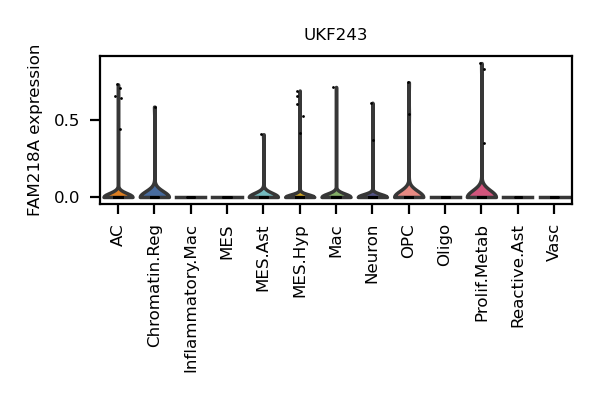 UKF243
FAM218A expression
0.5
0.0
AC
Chromatin.Reg
Inflammatory.Mac
MES
MES.Ast
MES.Hyp
Mac
Neuron
OPC
Oligo
Prolif.Metab
Reactive.Ast
Vasc